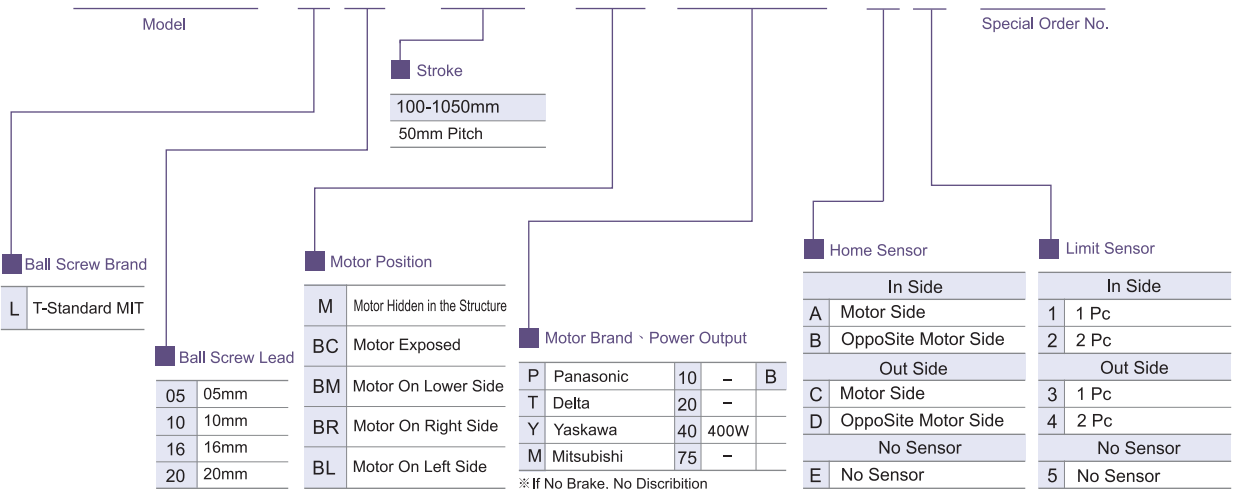 Model
Special Order No.
Stroke
100-1050mm
50mm Pitch
Ball Screw Brand
L T-Standard MIT
Ball Screw Lead
05 05mm
10 10mm
16 16mm
20 20mm
Motor Position
M Motor Hidden in the Structure
BC Motor Exposed
BM Motor On Lower Side
BR Motor On Right Side
BL Motor On Left Side
Motor Brand、Power Output
P Panasonic 10 – B
T Delta 20 –
Y Yaskawa 40 400W
M Mitsubishi 75 –
※If No Brake, No Discribition
Home Sensor
In Side
A Motor Side
B OppoSite Motor Side
Out Side
C Motor Side
D OppoSite Motor Side
No Sensor
E No Sensor
Limit Sensor
In Side
1 1 Pc
2 2 Pc
Out Side
3 1 Pc
4 2 Pc
No Sensor
5 No Sensor